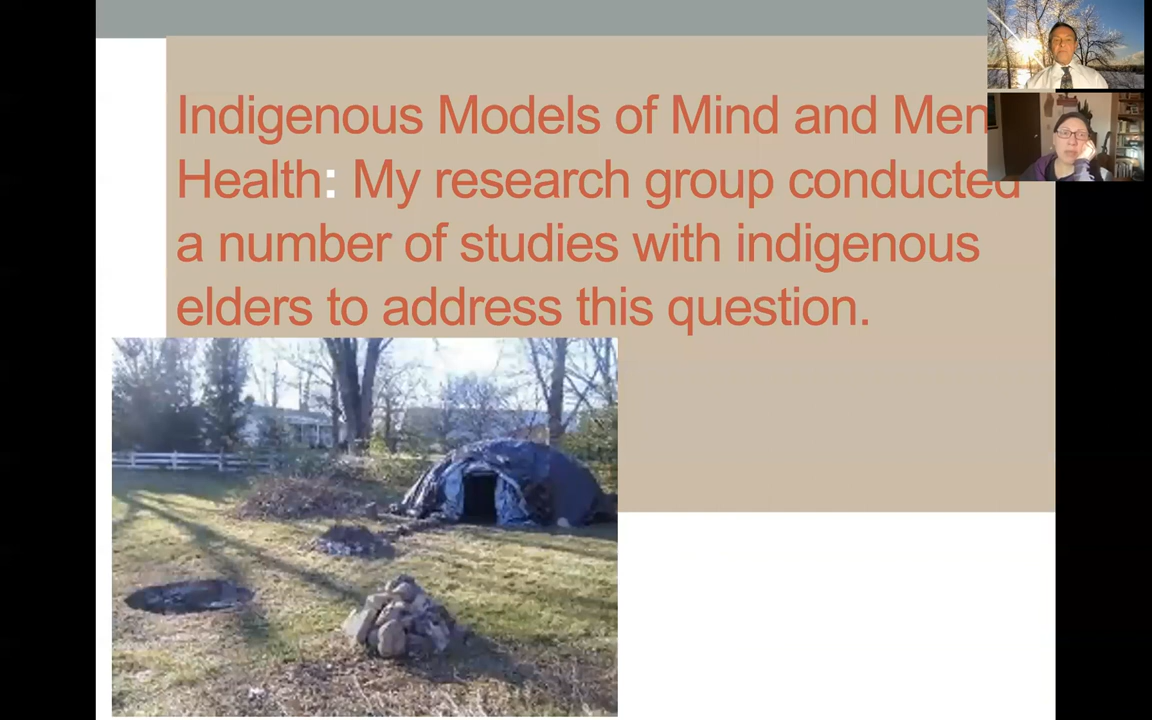 Indigenous Models of Mind and Men
Health: My research group conducted
a number of studies with indigenous
elders to address this question.